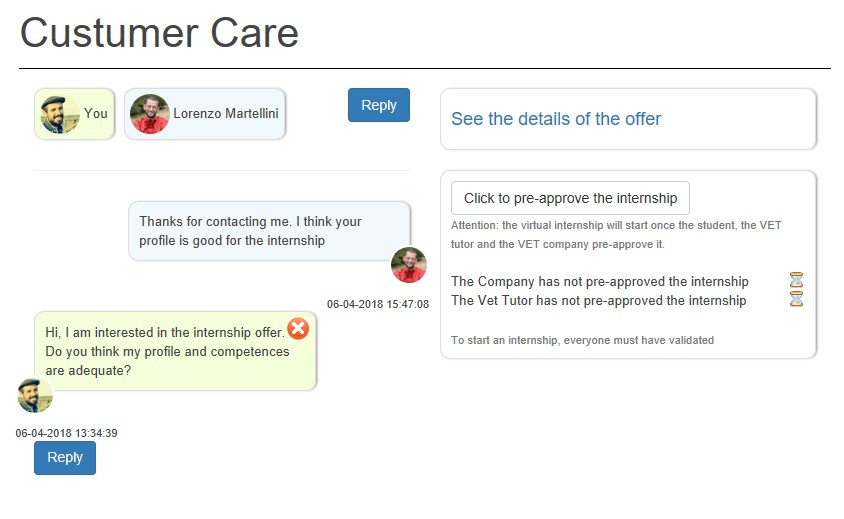 Custumer Care
You
Lorenzo Martellini
Reply
Thanks for contacting me. I think your
profile is good for the internship
06-04-2018 15:47:08
Hi, I am interested in the internship offer.
Do you think my profile and competences
are adequate?
06-04-2018 13:34:39
Reply
See the details of the offer
Click to pre-approve the internship
Attention: the virtual internship will start once the student, the VET
tutor and the VET company pre-approve it.
The Company has not pre-approved the internship
The Vet Tutor has not pre-approved the internship
To start an internship, everyone must have validated